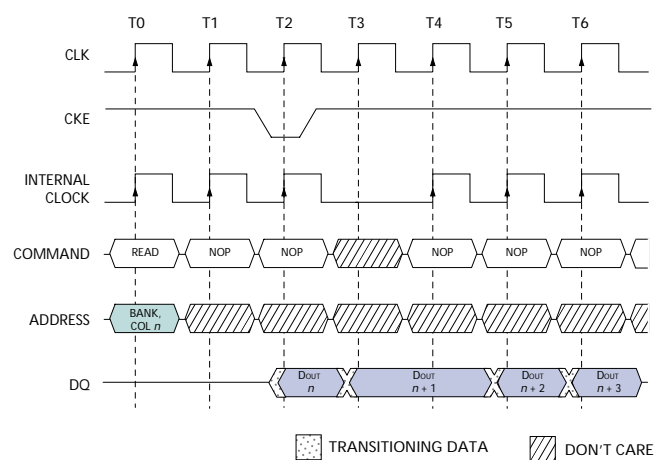 T0 T1 T2 T3 T4 T5 T6
CLK
CKE
INTERNAL
CLOCK
COMMAND READ NOP NOP NOP NOP NOP
ADDRESS BANK,
COL n
DQ DOUT DOUT DOUT DOUT
n n + 1 n + 2 n + 3
TRANSITIONING DATA DON'T CARE